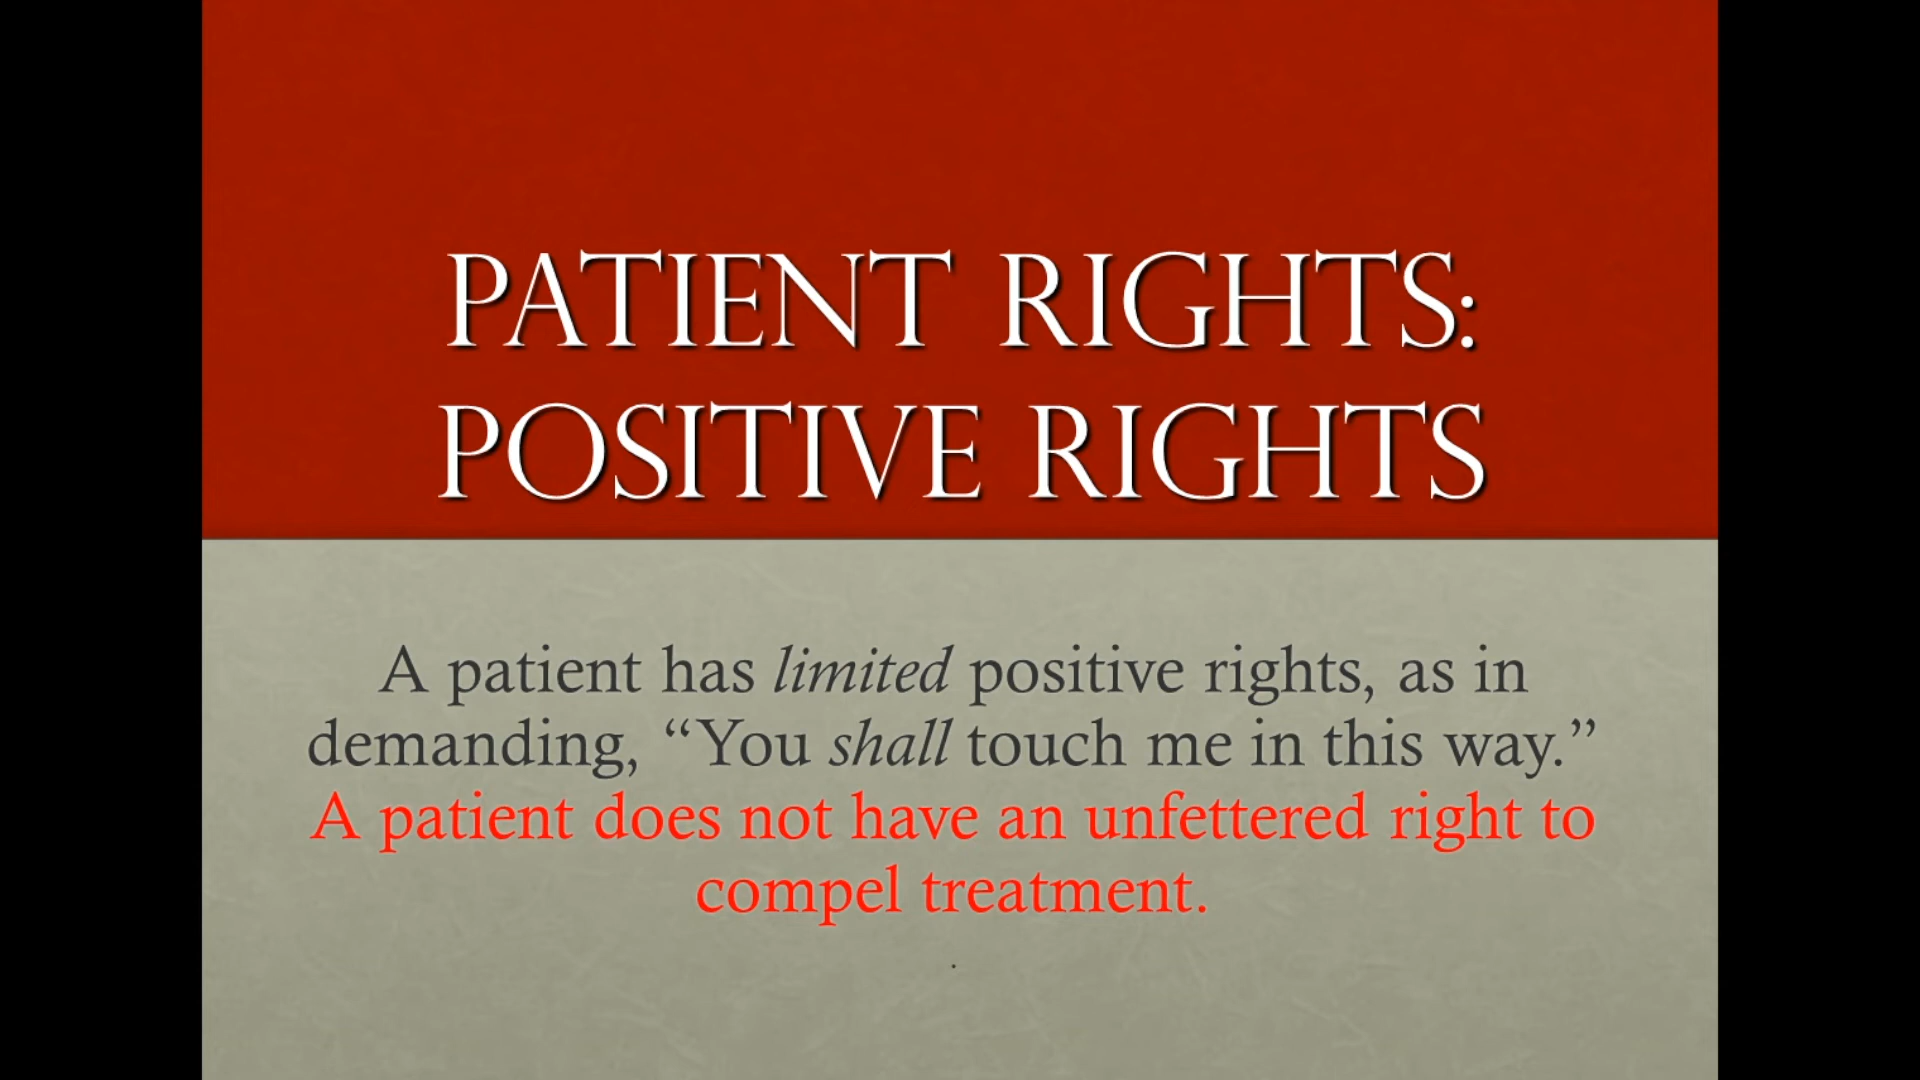 PATIENT RIGHTS:
POSITIVE RIGHTS
A patient has limited positive rights, as in
demanding, “You shall touch me in this way.”
A patient does not have an unfettered right to
compel treatment.
.